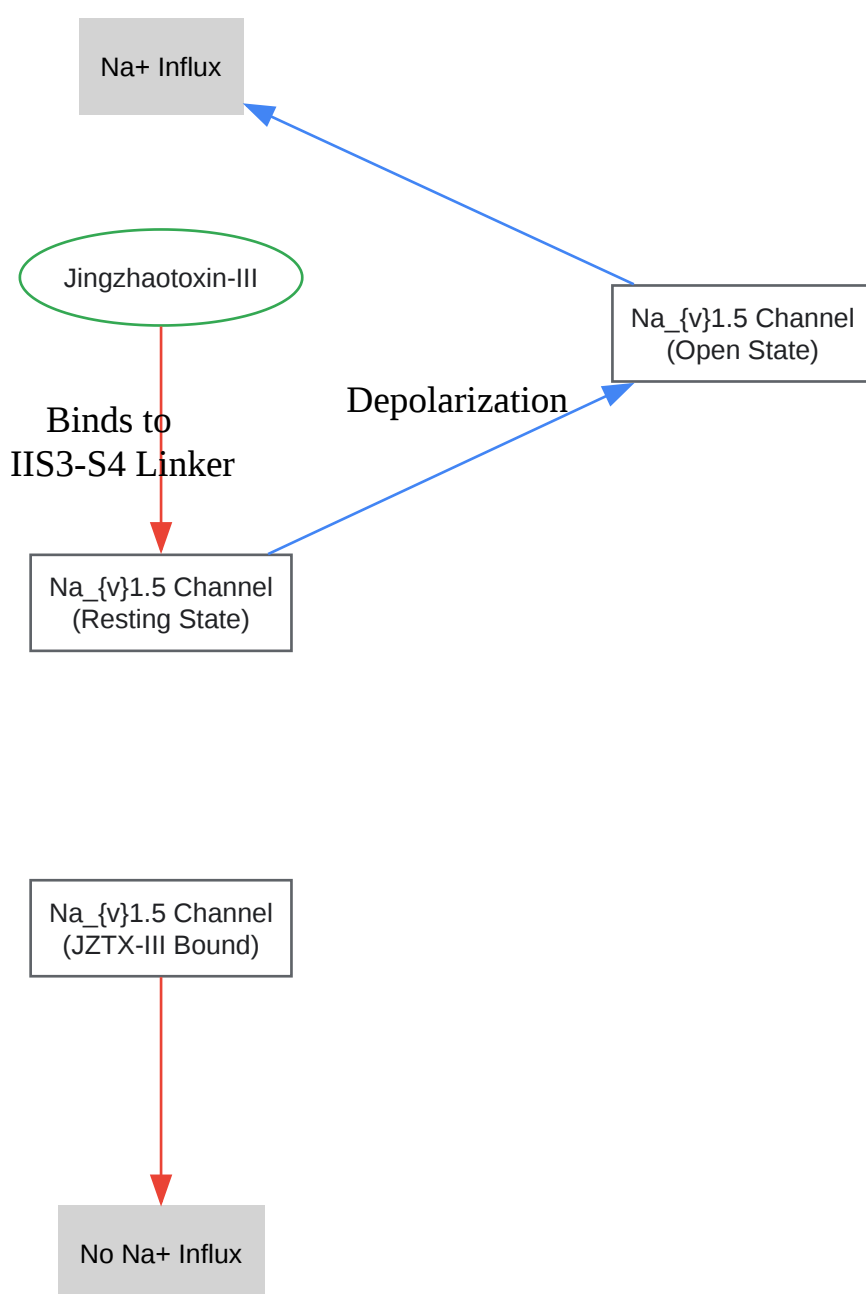 Na+ Influx
Jingzhaotoxin-III
Na_{v}1.5 Channel
(Open State)
Depolarization
Binds to
IIS3-S4 Linker
Na_{v}1.5 Channel
(Resting State)
Na_{v}1.5 Channel
(JZTX-III Bound)
No Na+ Influx